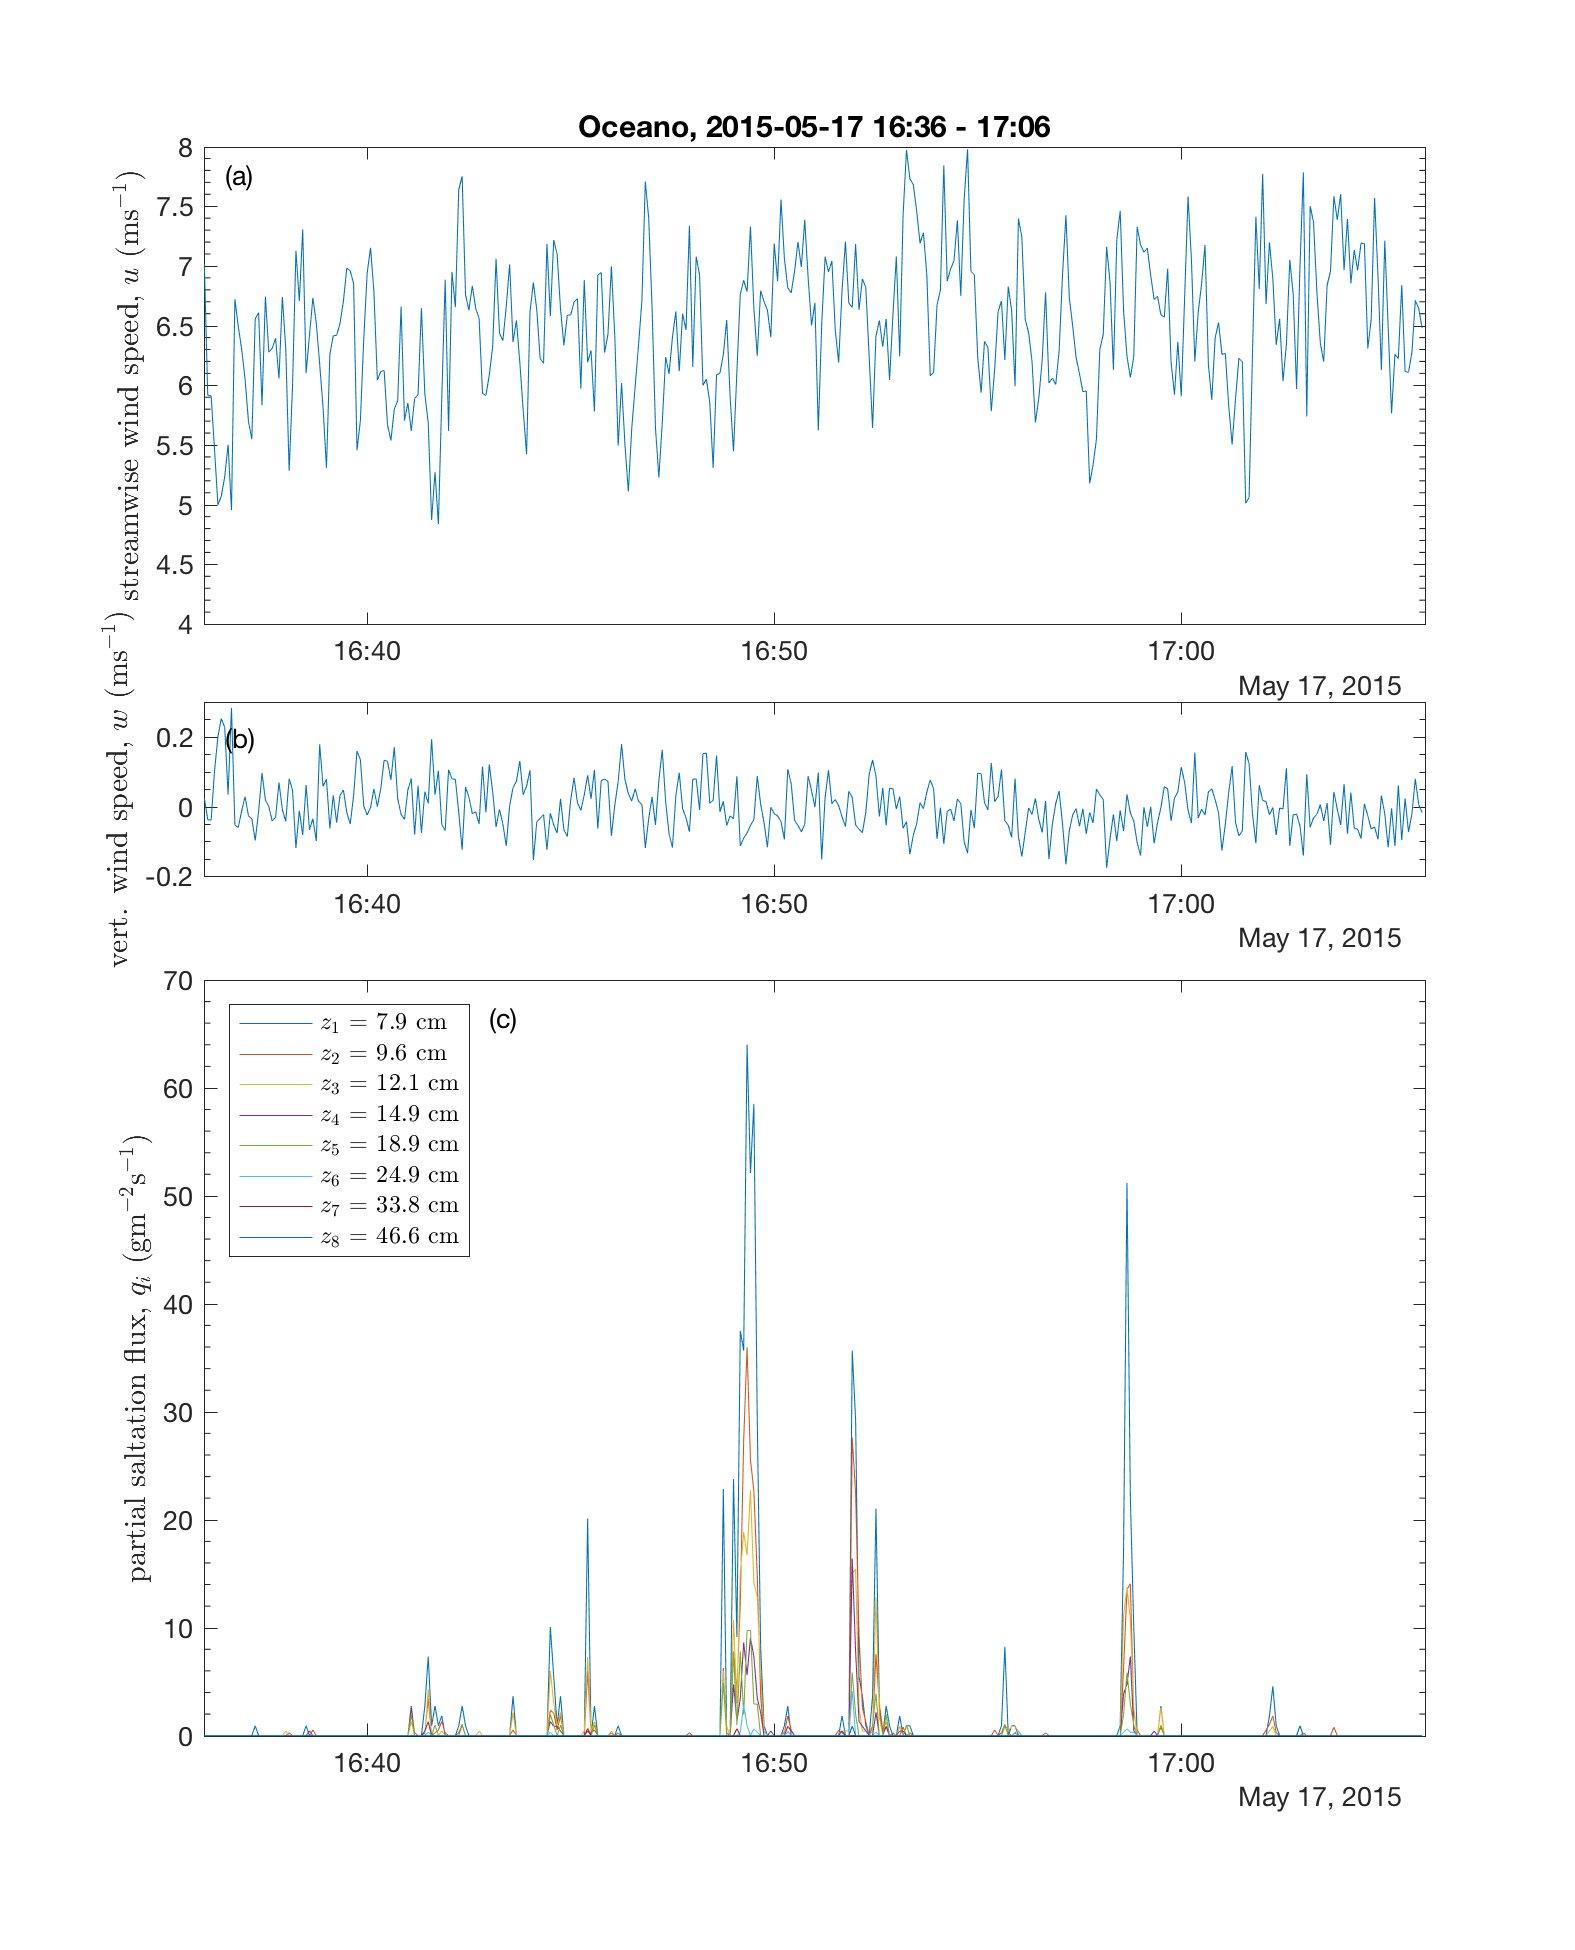 Oceano, 2015-05-17 16:36 - 17:06
(a)
streamwise wind speed, u (ms⁻¹)
8
7.5
7
6.5
6
5.5
5
4.5
4
16:40 16:50 17:00
May 17, 2015
(b)
vert. wind speed, w (ms⁻¹)
0.2
0
-0.2
16:40 16:50 17:00
May 17, 2015
(c)
partial saltation flux, qᵢ (gm⁻²s⁻¹)
70
60
50
40
30
20
10
0
z₁ = 7.9 cm
z₂ = 9.6 cm
z₃ = 12.1 cm
z₄ = 14.9 cm
z₅ = 18.9 cm
z₆ = 24.9 cm
z₇ = 33.8 cm
z₈ = 46.6 cm
16:40 16:50 17:00
May 17, 2015